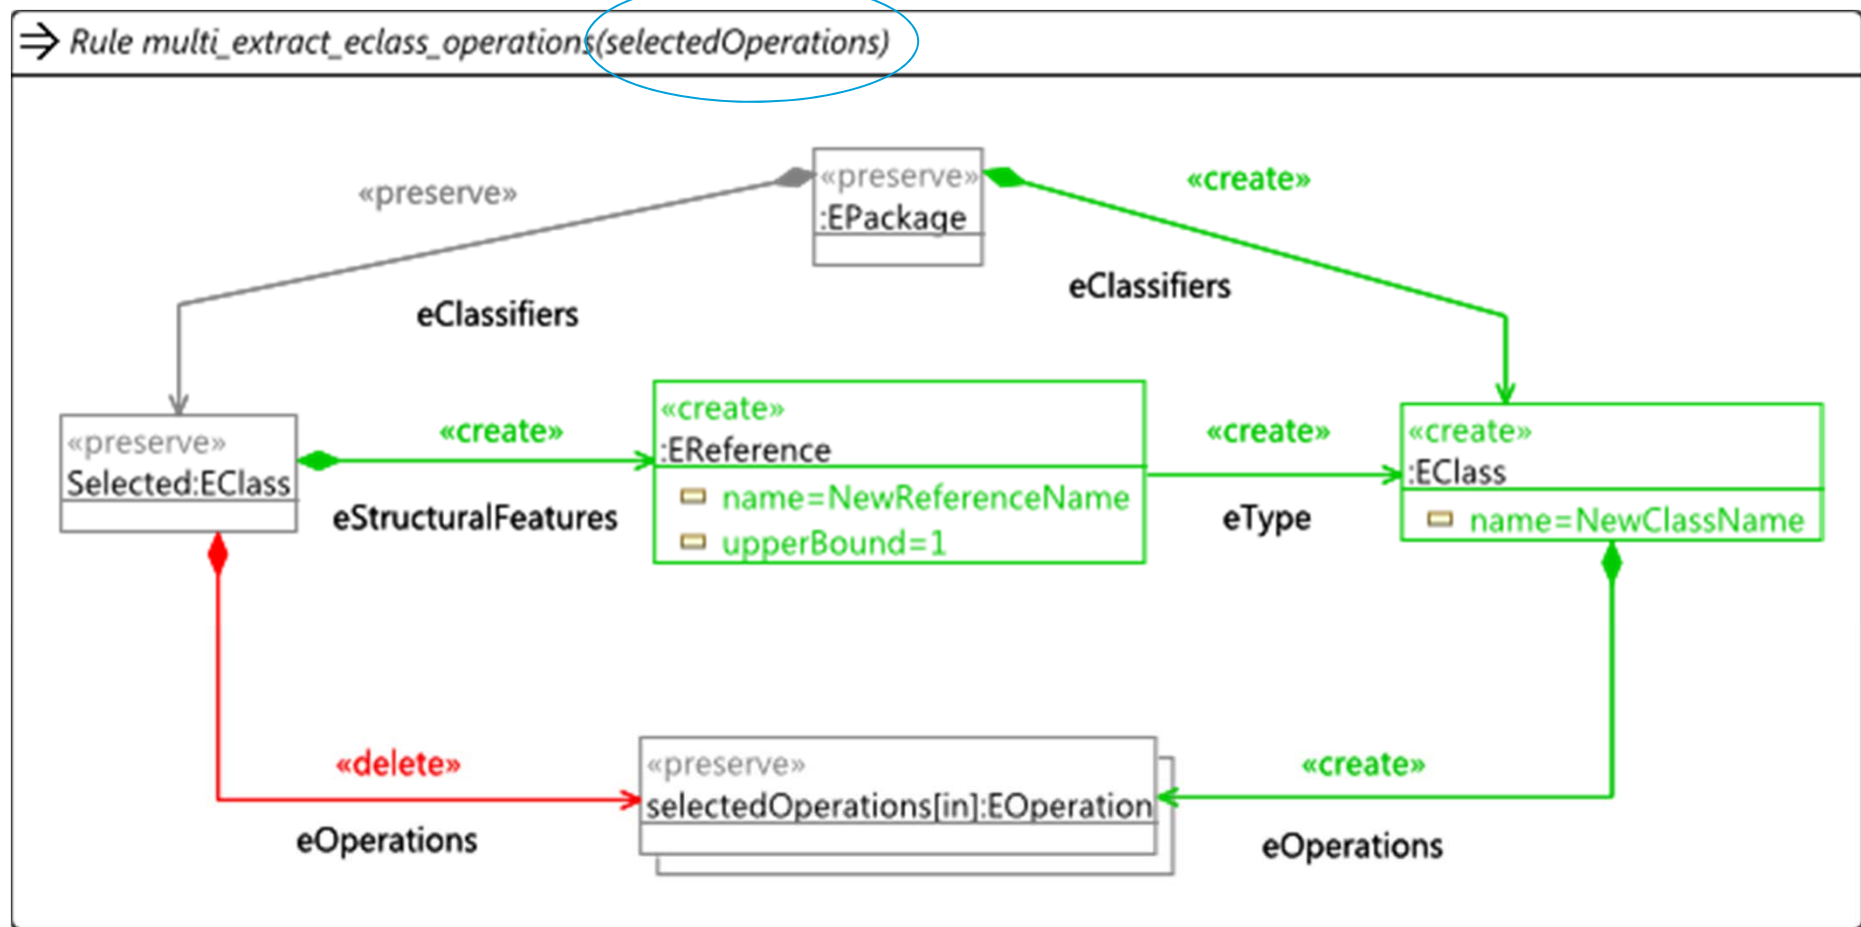 Rule multi_extract_eclass_operations(selectedOperations)
«preserve»
:EPackage
«preserve»
«create»
eClassifiers
eClassifiers
«preserve»
Selected:EClass
«create»
eStructuralFeatures
«create»
:EReference
name=NewReferenceName
upperBound=1
«create»
eType
«create»
:EClass
name=NewClassName
«delete»
eOperations
«preserve»
selectedOperations[in]:EOperation
«create»
eOperations